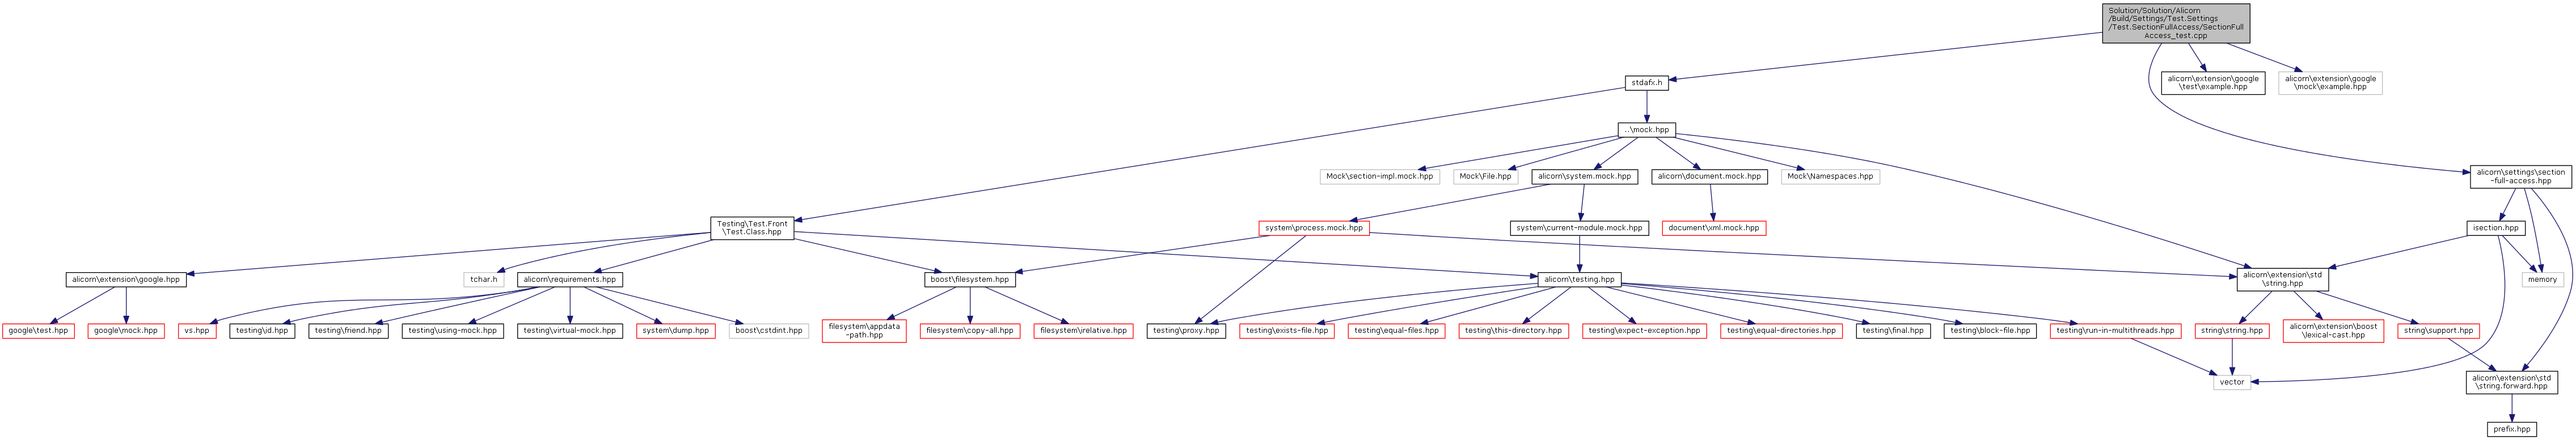 Solution/Solution/Alicorn
/Build/Settings/Test.Settings
/Test.SectionFullAccess/SectionFull
Access_test.cpp
stdafx.h
alicorn\extension\google
\test\example.hpp
alicorn\extension\google
\mock\example.hpp
..\mock.hpp
Mock\section-impl.mock.hpp
Mock\File.hpp
alicorn\system.mock.hpp
alicorn\document.mock.hpp
Mock\Namespaces.hpp
alicorn\settings\section
-full-access.hpp
Testing\Test.Front
\Test.Class.hpp
system\process.mock.hpp
system\current-module.mock.hpp
document\xml.mock.hpp
isection.hpp
alicorn\extension\google.hpp
tchar.h
alicorn\requirements.hpp
boost\filesystem.hpp
alicorn\testing.hpp
alicorn\extension\std
\string.hpp
memory
google\test.hpp
google\mock.hpp
vs.hpp
testing\id.hpp
testing\friend.hpp
testing\using-mock.hpp
testing\virtual-mock.hpp
system\dump.hpp
boost\cstdint.hpp
filesystem\appdata
-path.hpp
filesystem\copy-all.hpp
filesystem\relative.hpp
testing\proxy.hpp
testing\exists-file.hpp
testing\equal-files.hpp
testing\this-directory.hpp
testing\expect-exception.hpp
testing\equal-directories.hpp
testing\final.hpp
testing\block-file.hpp
testing\run-in-multithreads.hpp
string\string.hpp
alicorn\extension\boost
\lexical-cast.hpp
string\support.hpp
vector
alicorn\extension\std
\string.forward.hpp
prefix.hpp